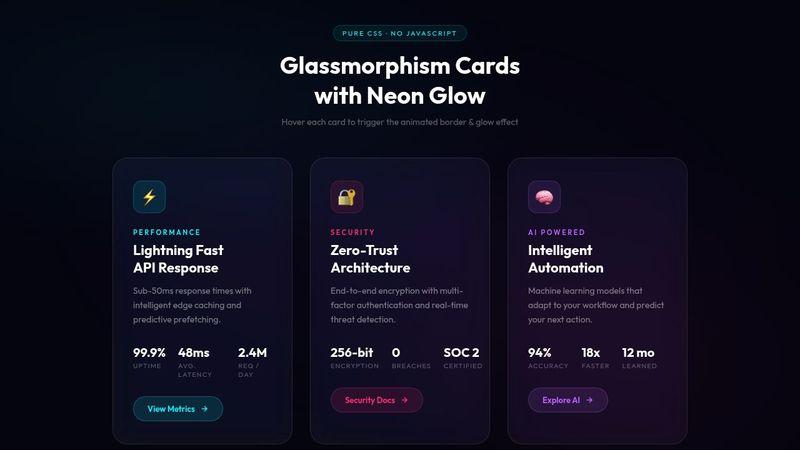 PURE CSS · NO JAVASCRIPT
Glassmorphism Cards
with Neon Glow
Hover each card to trigger the animated border & glow effect
PERFORMANCE
Lightning Fast
API Response
Sub-50ms response times with
intelligent edge caching and
predictive prefetching.
99.9% 48ms 2.4M
UPTIME AVG. REQ /
LATENCY DAY
View Metrics →
SECURITY
Zero-Trust
Architecture
End-to-end encryption with multi-
factor authentication and real-time
threat detection.
256-bit 0 SOC 2
ENCRYPTION BREACHES CERTIFIED
Security Docs →
AI POWERED
Intelligent
Automation
Machine learning models that
adapt to your workflow and predict
your next action.
94% 18x 12 mo
ACCURACY FASTER LEARNED
Explore AI →